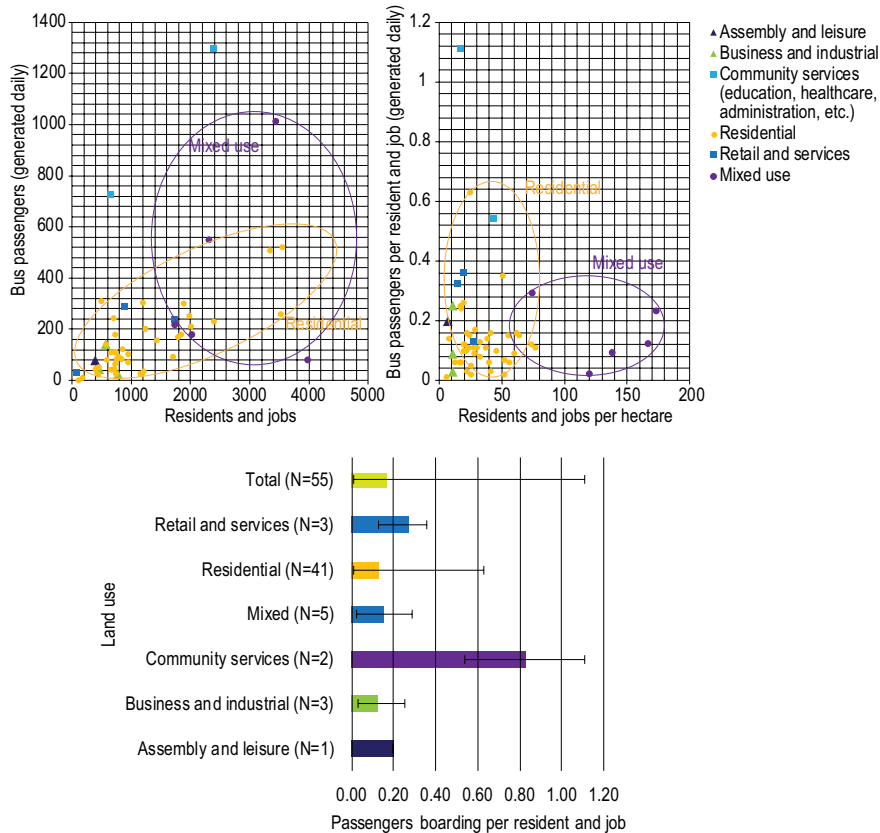 Bus passengers (generated daily)
1400
1200
1000
800
600
400
200
0
Mixed use
Residential
0
1000
2000
3000
4000
5000
Residents and jobs
Bus passengers per resident and job (generated daily)
1.2
1
0.8
0.6
0.4
0.2
0
Residential
Mixed use
0
50
100
150
200
Residents and jobs per hectare
Assembly and leisure
Business and industrial
Community services
(education, healthcare,
administration, etc.)
Residential
Retail and services
Mixed use
Land use
Total (N=55)
Retail and services (N=3)
Residential (N=41)
Mixed (N=5)
Community services (N=2)
Business and industrial (N=3)
Assembly and leisure (N=1)
0.00 0.20 0.40 0.60 0.80 1.00 1.20
Passengers boarding per resident and job